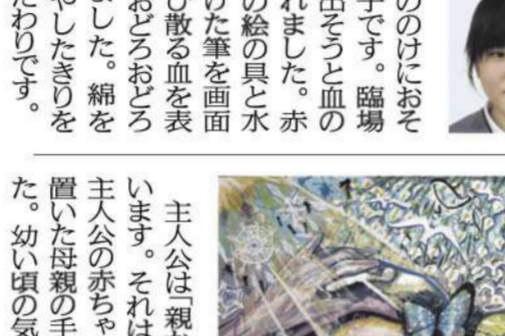 ののけにおそ
子です。臨場
出そうと血の
れました。赤
の絵の具と水
けた筆を画面
び散る血を表
おどろおどろ
ました。綿を
やしたきりを
だわりです。
主人公は「親
います。それは
主人公の赤ちゃ
置いた母親の手
た。幼い頃の気